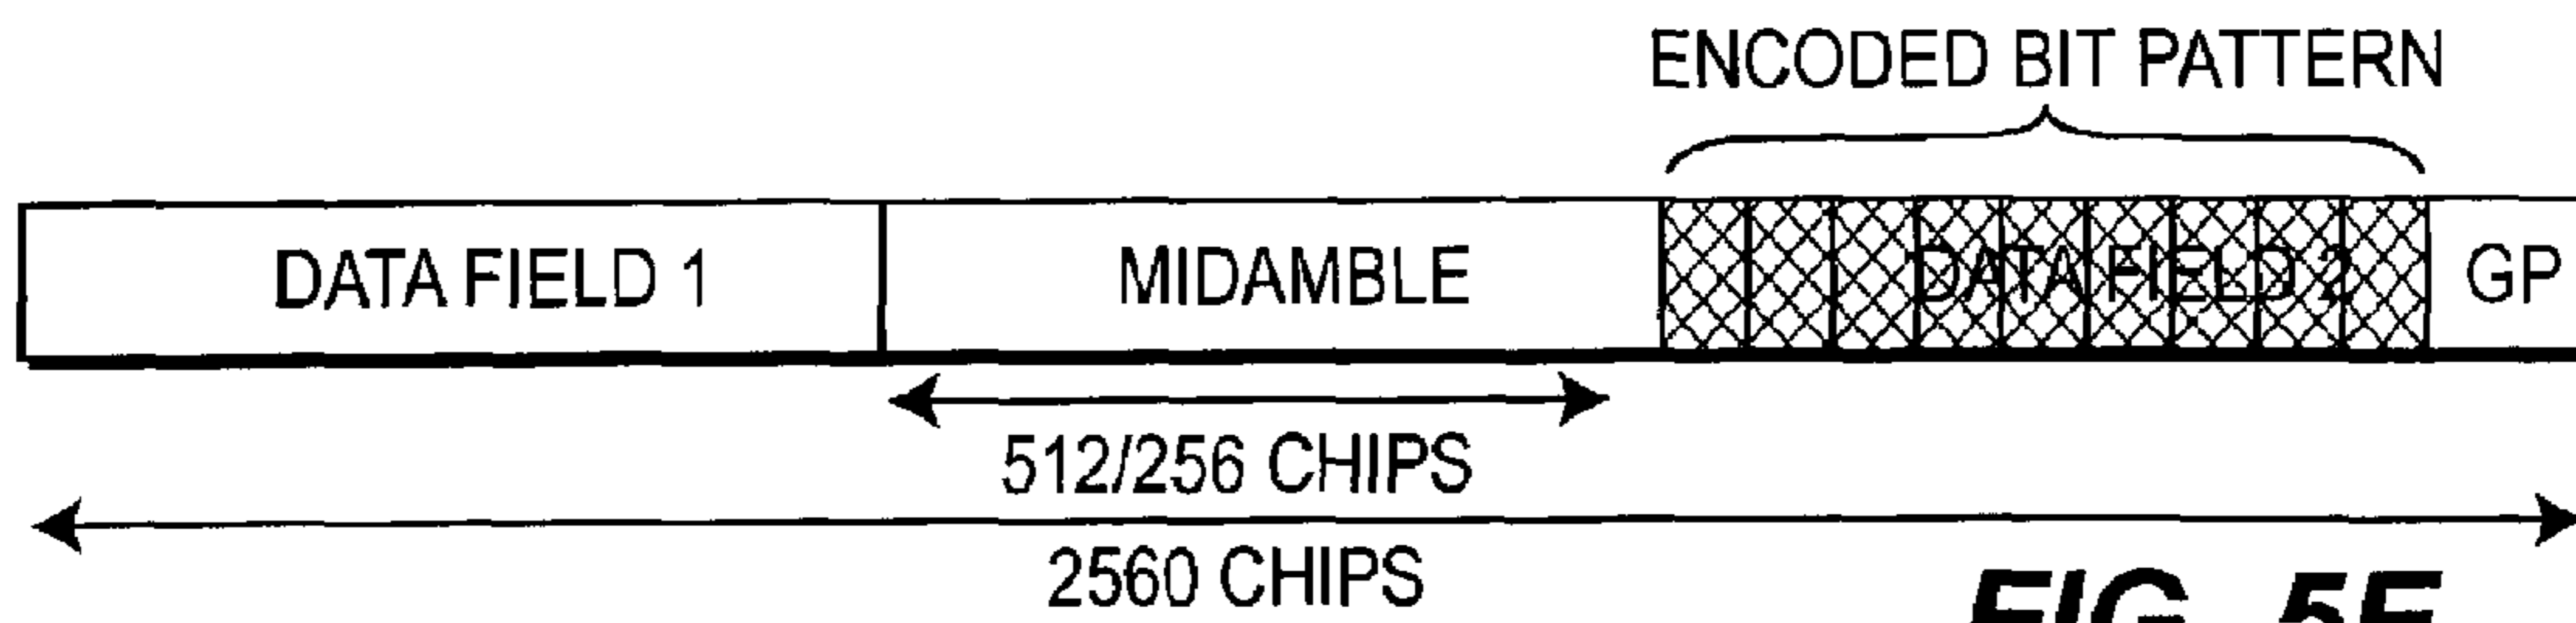 ENCODED BIT PATTERN
DATA FIELD 1 MIDAMBLE DATA FIELD 2 GP
512/256 CHIPS
2560 CHIPS
FIG. 5E